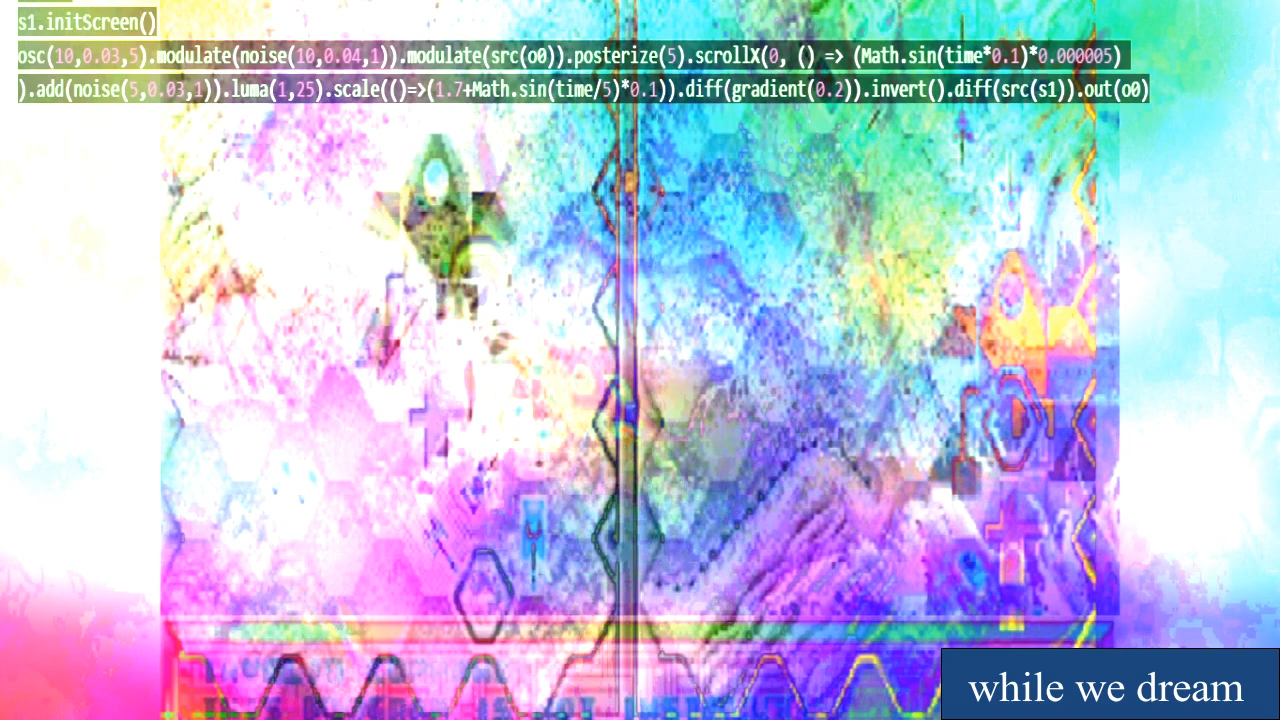 s1.initScreen()
osc(10,0.03,5).modulate(noise(10,0.04,1)).modulate(src(o0)).posterize(5).scrollX(0, () => (Math.sin(time*0.1)*0.000005)
).add(noise(5,0.03,1)).luma(1,25).scale(()=>(1.7+Math.sin(time/5)*0.1)).diff(gradient(0.2)).invert().diff(src(s1)).out(o0)
while we dream